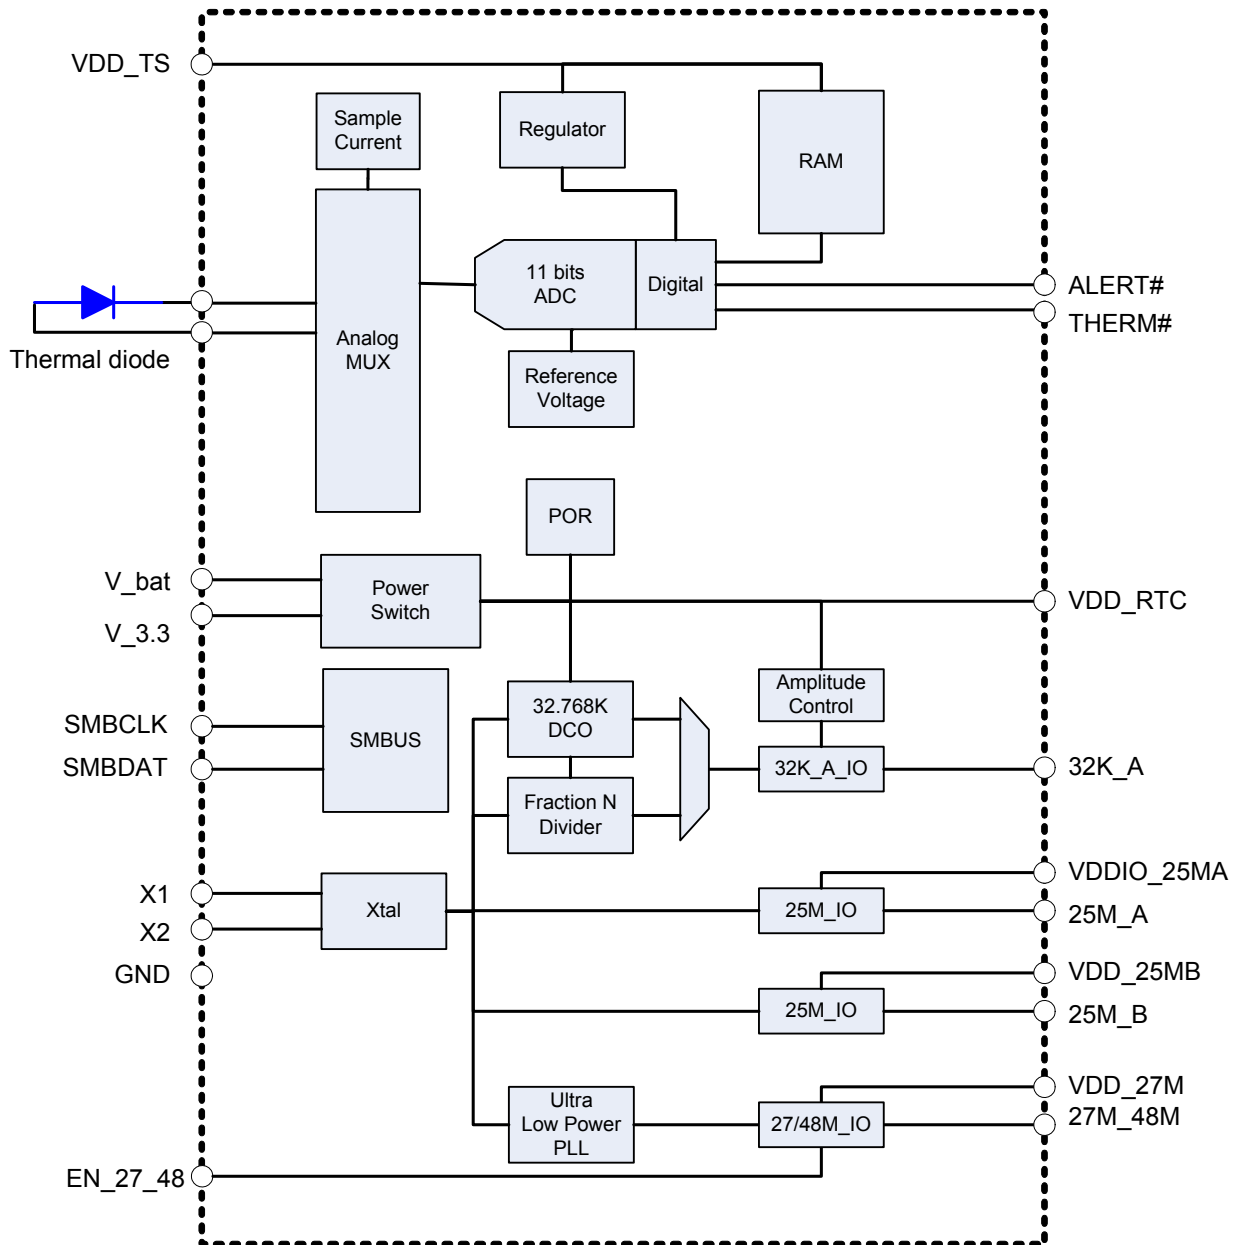 VDD_TS
Sample
Current
Regulator
RAM
11 bits
ADC
Digital
ALERT#
THERM#
Thermal diode
Analog
MUX
Reference
Voltage
POR
V_bat
V_3.3
Power
Switch
VDD_RTC
SMBCLK
SMBDAT
SMBUS
32.768K
DCO
Amplitude
Control
32K_A_IO
32K_A
Fraction N
Divider
X1
X2
Xtal
VDDIO_25MA
25M_IO
25M_A
GND
VDD_25MB
25M_IO
25M_B
Ultra
Low Power
PLL
VDD_27M
27/48M_IO
27M_48M
EN_27_48